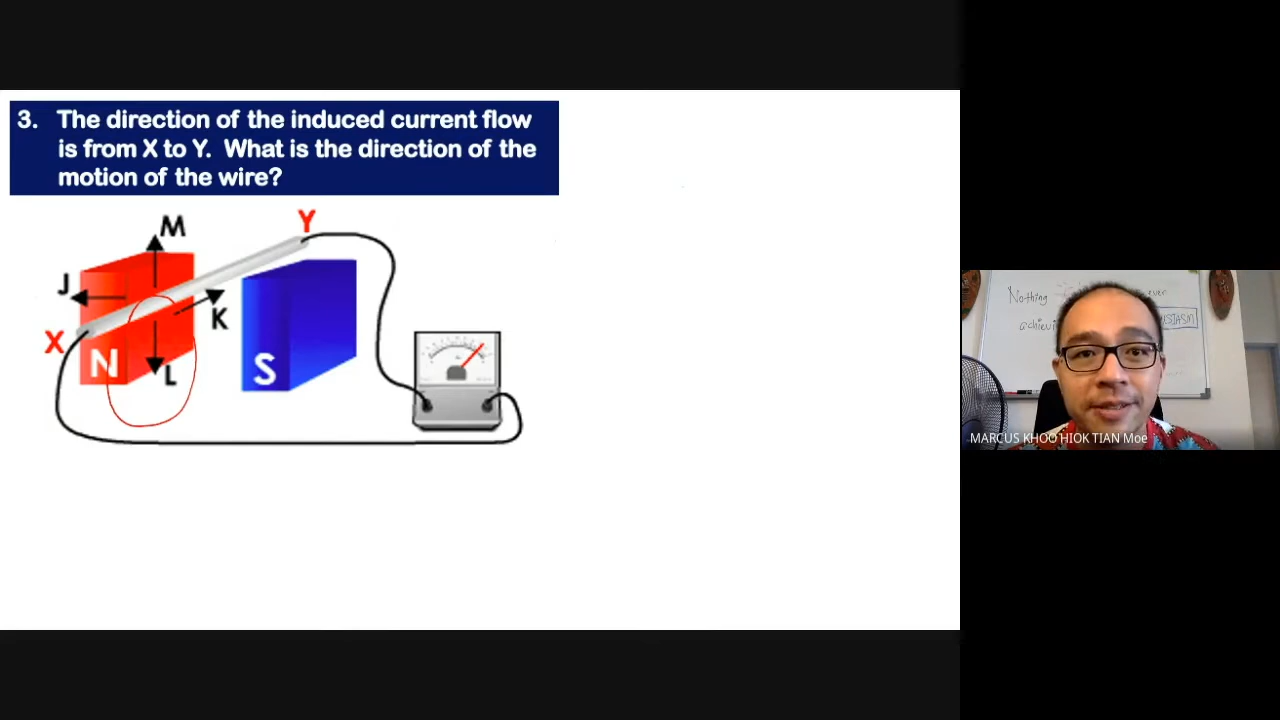 3. The direction of the induced current flow
is from X to Y. What is the direction of the
motion of the wire?
M
Y
J
K
X
N
L
S
Nothing
ever
achieve
MARCUS KHOO HIOK TIAN Moe